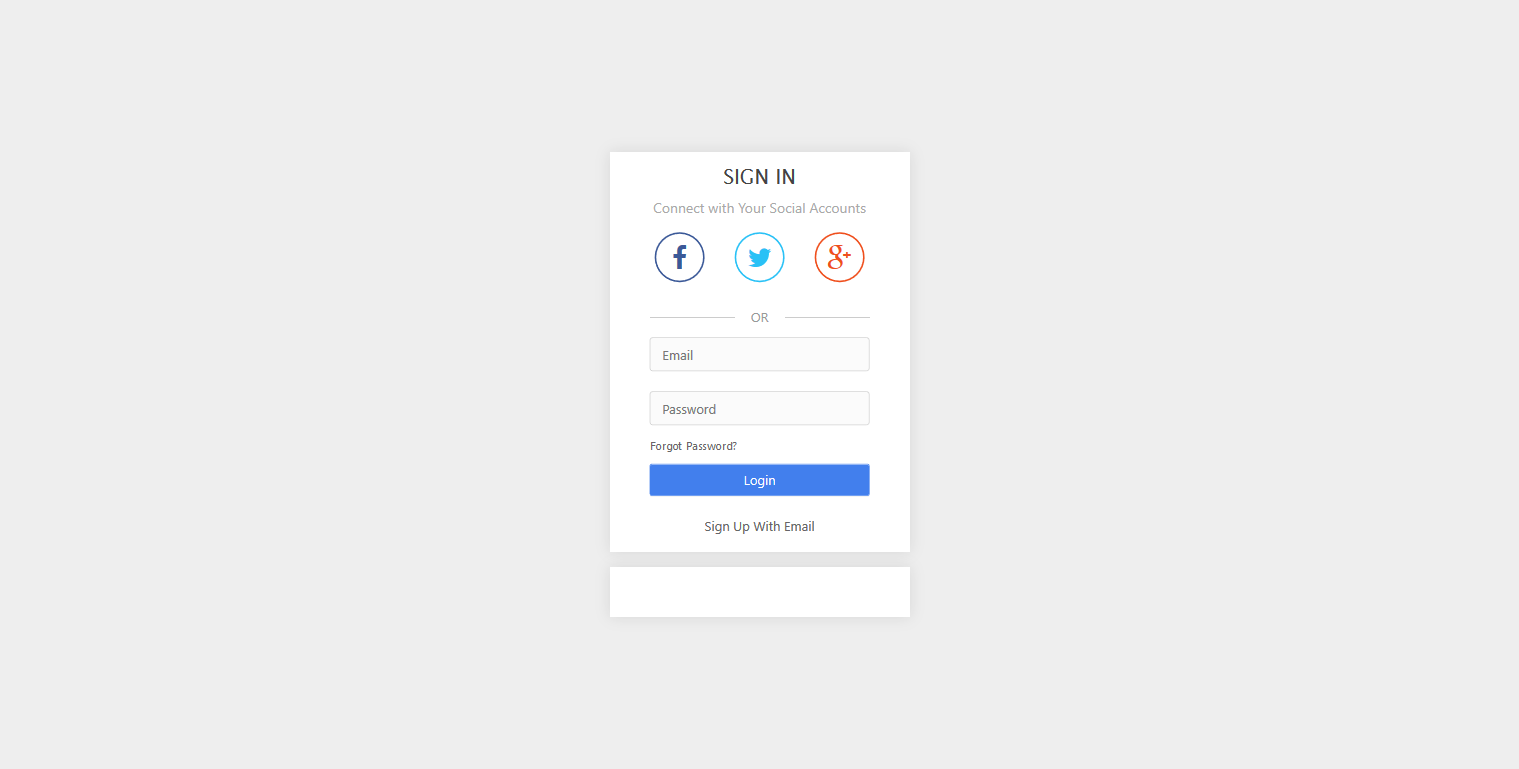 SIGN IN
Connect with Your Social Accounts
f
g+
OR
Email
Password
Forgot Password?
Login
Sign Up With Email